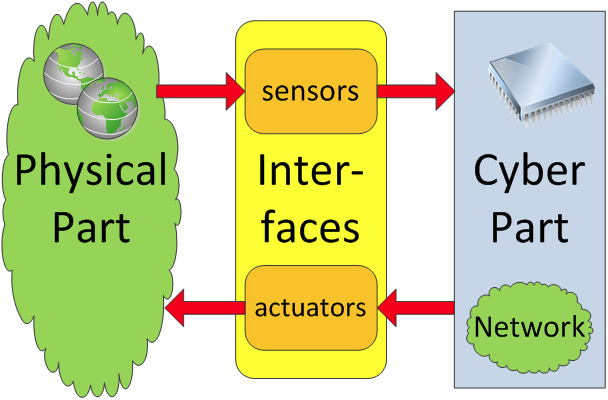 Physical
Part
sensors
Inter-
faces
actuators
Cyber
Part
Network